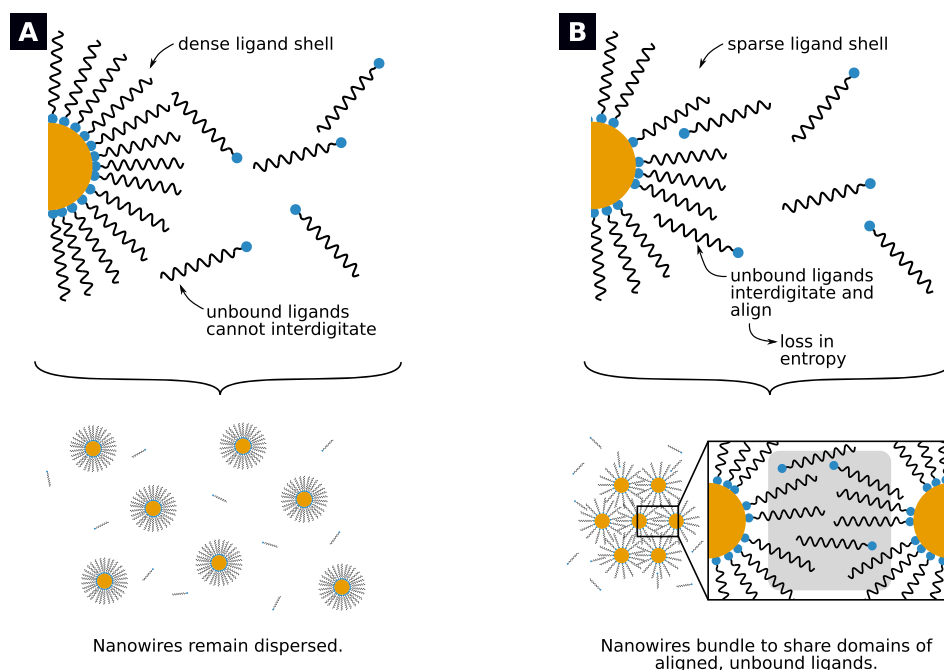 A
dense ligand shell
unbound ligands
cannot interdigitate
Nanowires remain dispersed.
B
sparse ligand shell
unbound ligands
interdigitate and
align
loss in
entropy
Nanowires bundle to share domains of
aligned, unbound ligands.